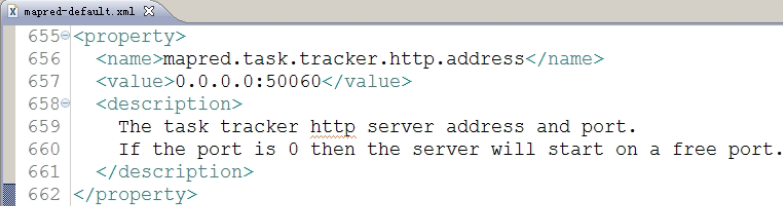 mapred-default.xml
655 <property>
656 <name>mapred.task.tracker.http.address</name>
657 <value>0.0.0.0:50060</value>
658 <description>
659 The task tracker http server address and port.
660 If the port is 0 then the server will start on a free port.
661 </description>
662 </property>